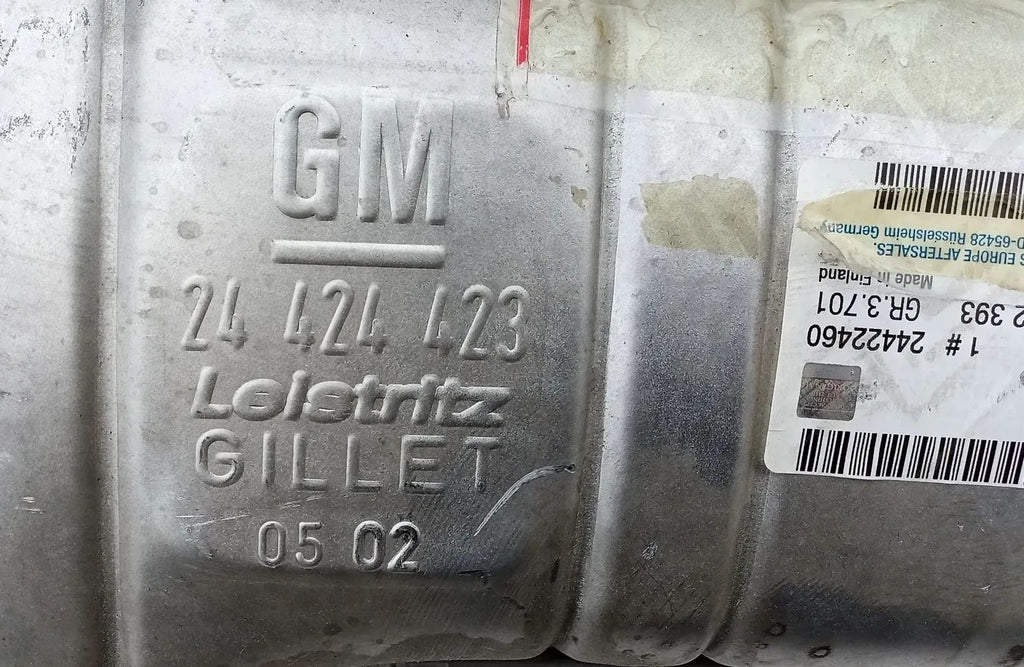 GM
24 424 423
Leistritz
GILLET
05 02
1 # 24422460
2 393 GR.3.701
Made in Finland
EUROPE AFTERSALES.
D-65428 Rüsselsheim Germany